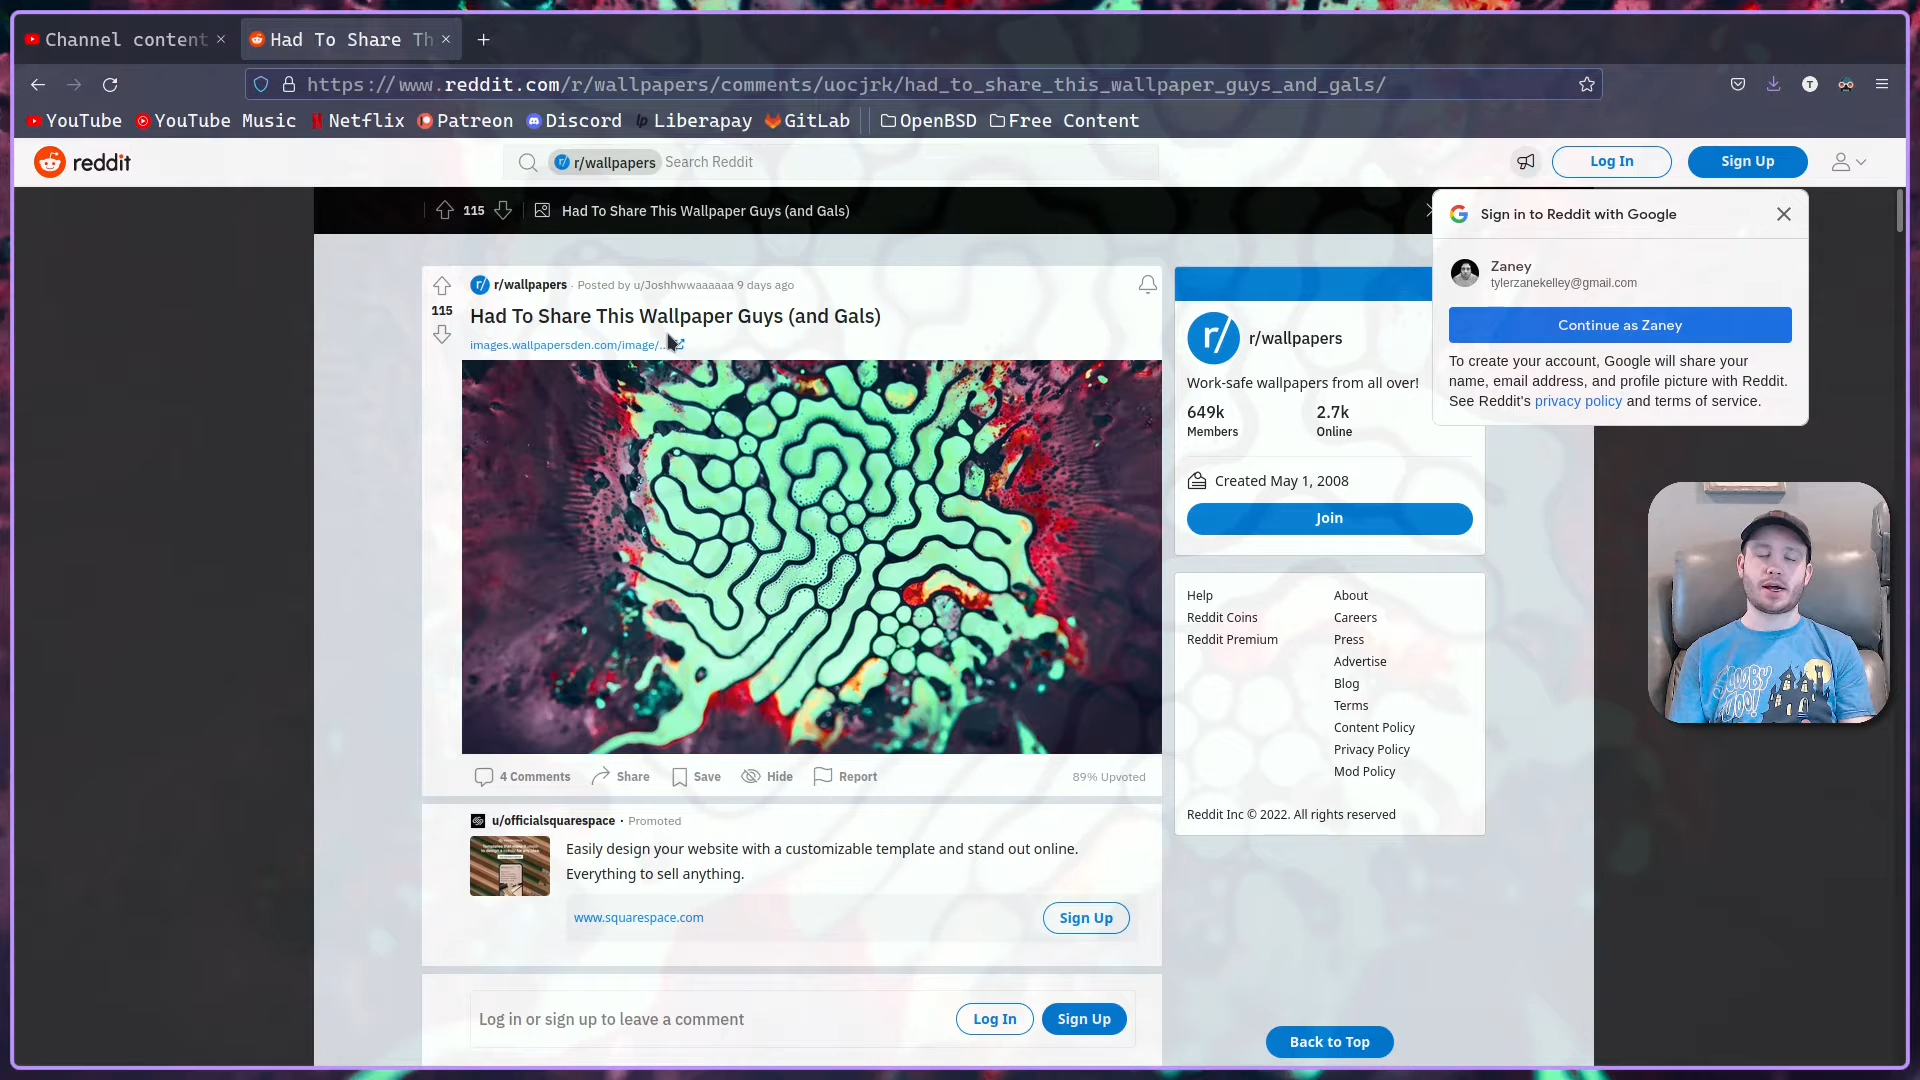 Channel content
Had To Share Th
https://www.reddit.com/r/wallpapers/comments/uocjrk/had_to_share_this_wallpaper_guys_and_gals/
T
YouTube
YouTube Music
Netflix
Patreon
Discord
Liberapay
GitLab
OpenBSD
Free Content
reddit
r/wallpapers
Search Reddit
Log In
Sign Up
115
Had To Share This Wallpaper Guys (and Gals)
r/wallpapers · Posted by u/Joshhwwaaaaaa 9 days ago
115
Had To Share This Wallpaper Guys (and Gals)
images.wallpapersden.com/image/...
4 Comments
Share
Save
Hide
Report
89% Upvoted
u/officialsquarespace · Promoted
Easily design your website with a customizable template and stand out online.
Everything to sell anything.
www.squarespace.com
Sign Up
Log in or sign up to leave a comment
Log In
Sign Up
r/wallpapers
Work-safe wallpapers from all over!
649k
Members
2.7k
Online
Created May 1, 2008
Join
Help
Reddit Coins
Reddit Premium
About
Careers
Press
Advertise
Blog
Terms
Content Policy
Privacy Policy
Mod Policy
Reddit Inc © 2022. All rights reserved
Back to Top
Sign in to Reddit with Google
Zaney
tylerzanekelley@gmail.com
Continue as Zaney
To create your account, Google will share your
name, email address, and profile picture with Reddit.
See Reddit's privacy policy and terms of service.
SCOOBY
DOO!